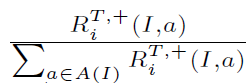 R_i^{T,+}(I,a)
∑_{a∈A(I)} R_i^{T,+}(I,a)